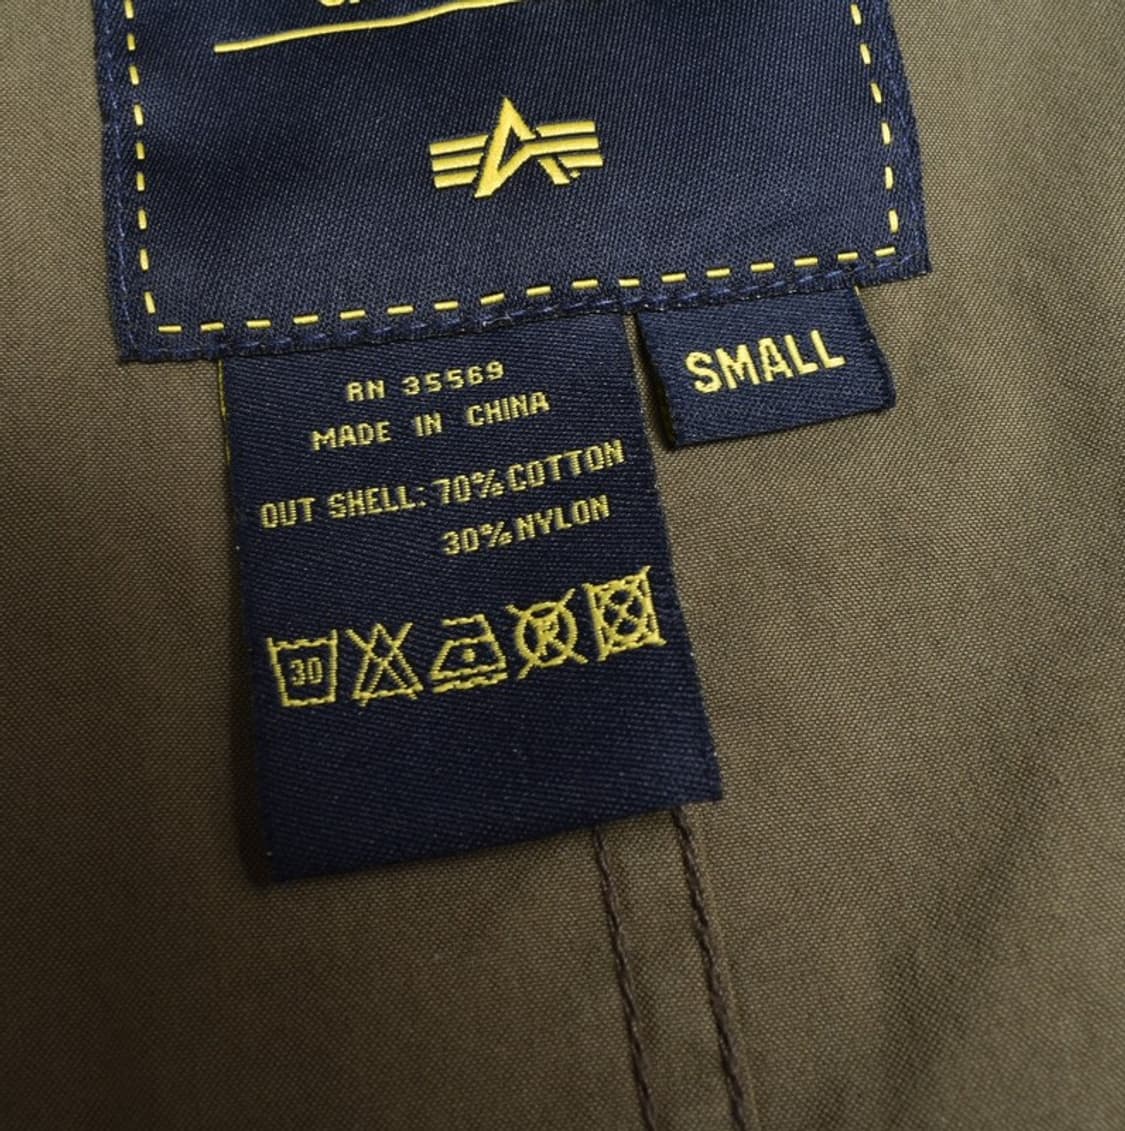 SMALL
RN 35569
MADE IN CHINA
OUT SHELL: 70% COTTON
30% NYLON
30